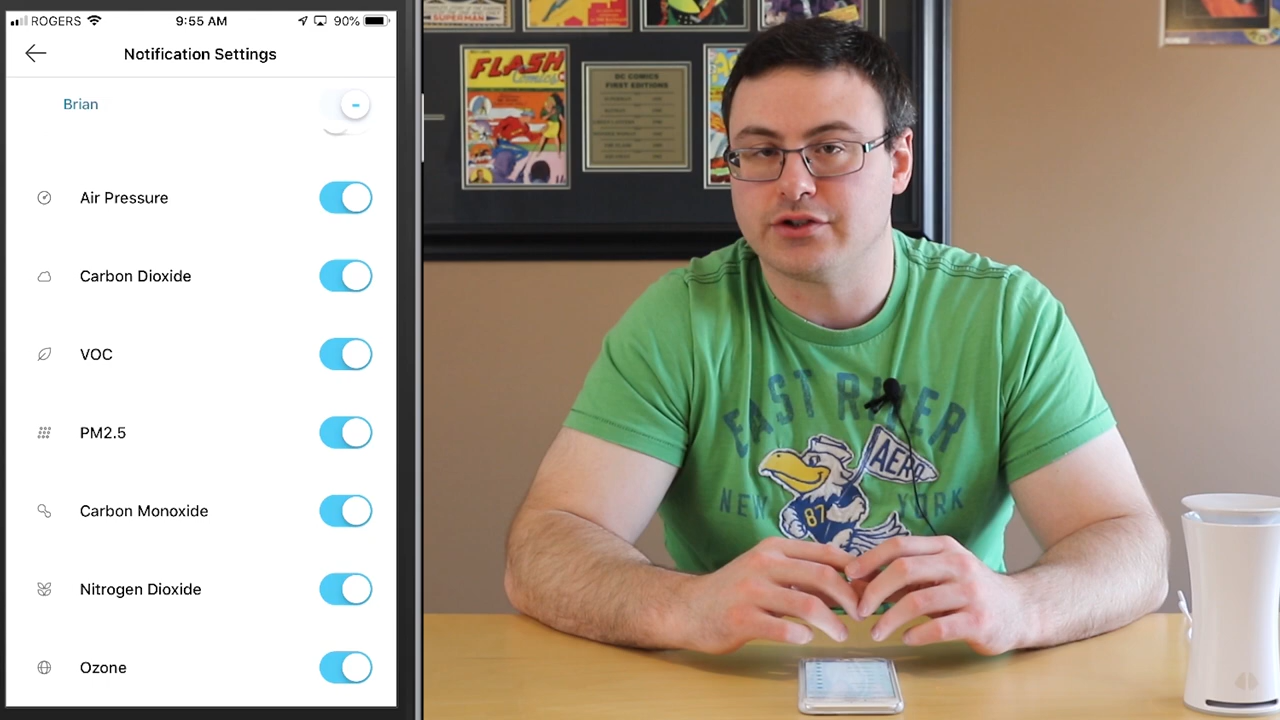 ROGERS
9:55 AM
90%
Notification Settings
Brian
Air Pressure
Carbon Dioxide
VOC
PM2.5
Carbon Monoxide
Nitrogen Dioxide
Ozone
SUPERMAN
FLASH
Comics
DC COMICS
FIRST EDITIONS
EAST RIVER
AERO
NEW YORK
87